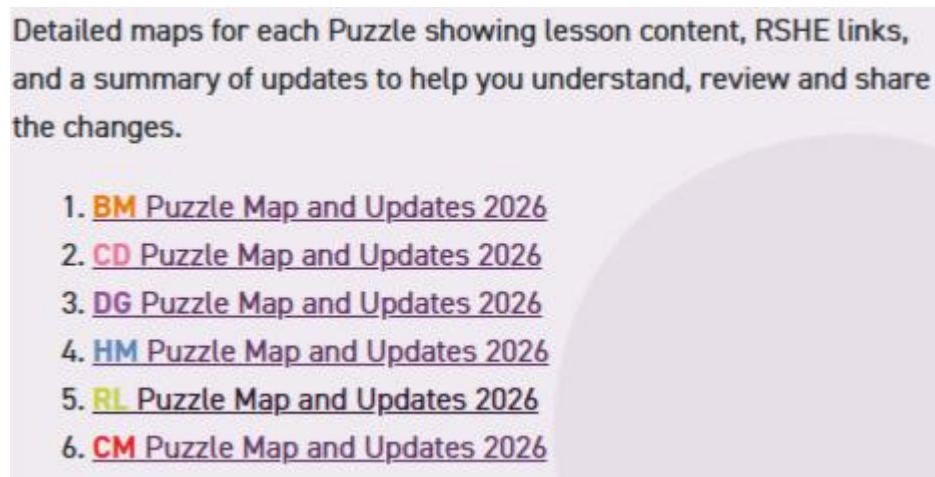 Detailed maps for each Puzzle showing lesson content, RSHE links,
and a summary of updates to help you understand, review and share
the changes.
1. BM Puzzle Map and Updates 2026
2. CD Puzzle Map and Updates 2026
3. DG Puzzle Map and Updates 2026
4. HM Puzzle Map and Updates 2026
5. RL Puzzle Map and Updates 2026
6. CM Puzzle Map and Updates 2026